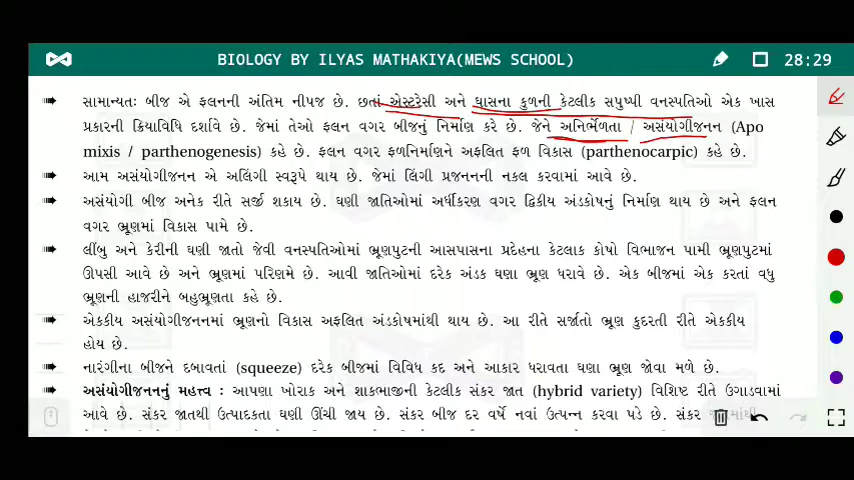 BIOLOGY BY ILYAS MATHAKIYA(MEWS SCHOOL)
28:29
સામાન્યતઃ બીજ એ ફલનની અંતિમ નીપજ છે. છતાં એસ્ટરેસી અને ઘાસના કુળની કેટલીક સપુષ્પી વનસ્પતિઓ એક ખાસ
પ્રકારની ક્રિયાવિધિ દર્શાવે છે. જેમાં તેઓ ફલન વગર બીજનું નિર્માણ કરે છે. જેને અનિર્ભેળતા / અસંયોગીજનન (Apo
mixis / parthenogenesis) કહે છે. ફલન વગર ફળનિર્માણને અફલિત ફળ વિકાસ (parthenocarpic) કહે છે.
આમ અસંયોગીજનન એ અલિંગી સ્વરૂપે થાય છે. જેમાં લિંગી પ્રજનનની નકલ કરવામાં આવે છે.
અસંયોગી બીજ અનેક રીતે સર્જી શકાય છે. ઘણી જાતિઓમાં અર્ધીકરણ વગર દ્વિકીય અંડકોષનું નિર્માણ થાય છે અને ફલન
વગર ભ્રૂણમાં વિકાસ પામે છે.
લીંબુ અને કેરીની ઘણી જાતો જેવી વનસ્પતિઓમાં ભ્રૂણપુટની આસપાસના પ્રદેહના કેટલાક કોષો વિભાજન પામી ભ્રૂણપુટમાં
ઊપસી આવે છે અને ભ્રૂણમાં પરિણમે છે. આવી જાતિઓમાં દરેક અંડક ઘણા ભ્રૂણ ધરાવે છે. એક બીજમાં એક કરતાં વધુ
ભ્રૂણની હાજરીને બહુભ્રૂણતા કહે છે.
એકકીય અસંયોગીજનનમાં ભ્રૂણનો વિકાસ અફલિત અંડકોષમાંથી થાય છે. આ રીતે સર્જાતો ભ્રૂણ કુદરતી રીતે એકકીય
હોય છે.
નારંગીના બીજને દબાવતાં (squeeze) દરેક બીજમાં વિવિધ કદ અને આકાર ધરાવતા ઘણા ભ્રૂણ જોવા મળે છે.
અસંયોગીજનનનું મહત્ત્વ : આપણા ખોરાક અને શાકભાજીની કેટલીક સંકર જાત (hybrid variety) વિશિષ્ટ રીતે ઉગાડવામાં
આવે છે. સંકર જાતથી ઉત્પાદકતા ઘણી ઊંચી જાય છે. સંકર બીજ દર વર્ષે નવાં ઉત્પન્ન કરવા પડે છે. સંકર